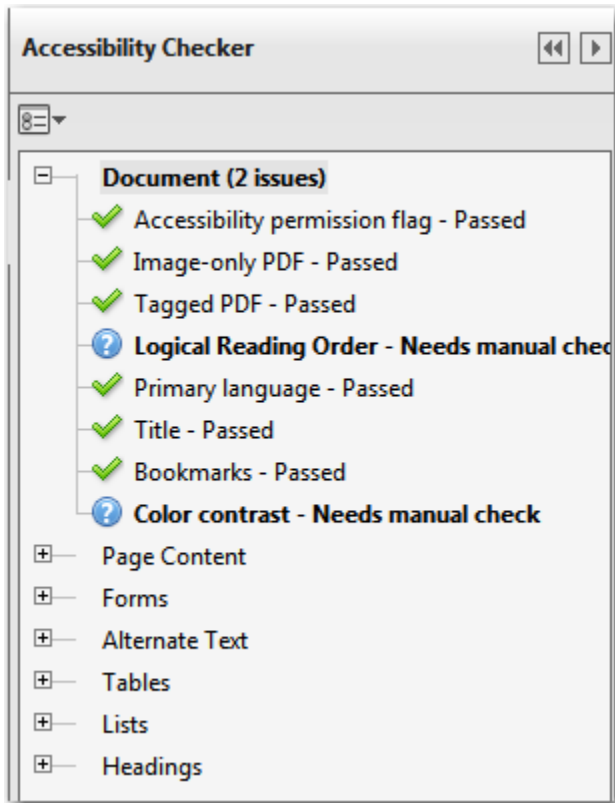 Accessibility Checker
Document (2 issues)
Accessibility permission flag - Passed
Image-only PDF - Passed
Tagged PDF - Passed
Logical Reading Order - Needs manual chec
Primary language - Passed
Title - Passed
Bookmarks - Passed
Color contrast - Needs manual check
Page Content
Forms
Alternate Text
Tables
Lists
Headings